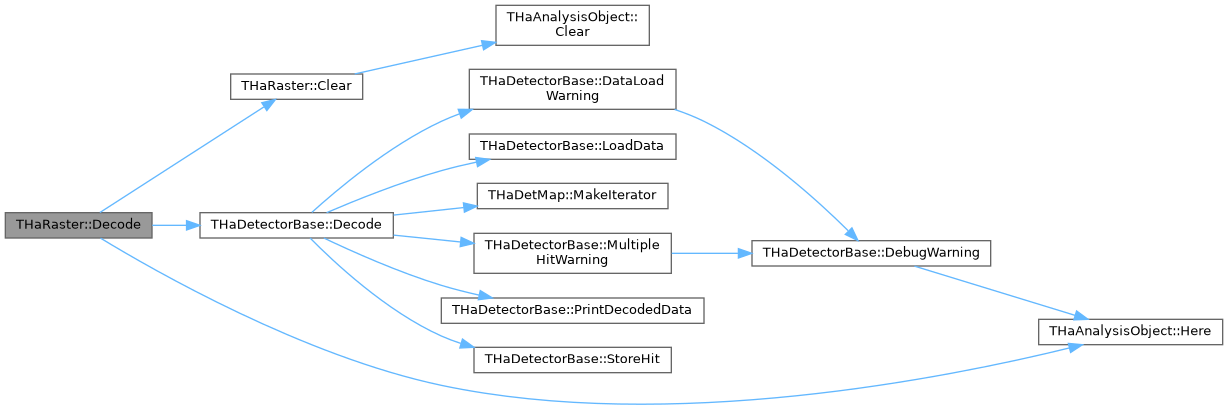 THaRaster::Decode
THaRaster::Clear
THaAnalysisObject::
Clear
THaDetectorBase::Decode
THaDetectorBase::DataLoad
Warning
THaDetectorBase::LoadData
THaDetMap::MakeIterator
THaDetectorBase::Multiple
HitWarning
THaDetectorBase::PrintDecodedData
THaDetectorBase::StoreHit
THaDetectorBase::DebugWarning
THaAnalysisObject::Here